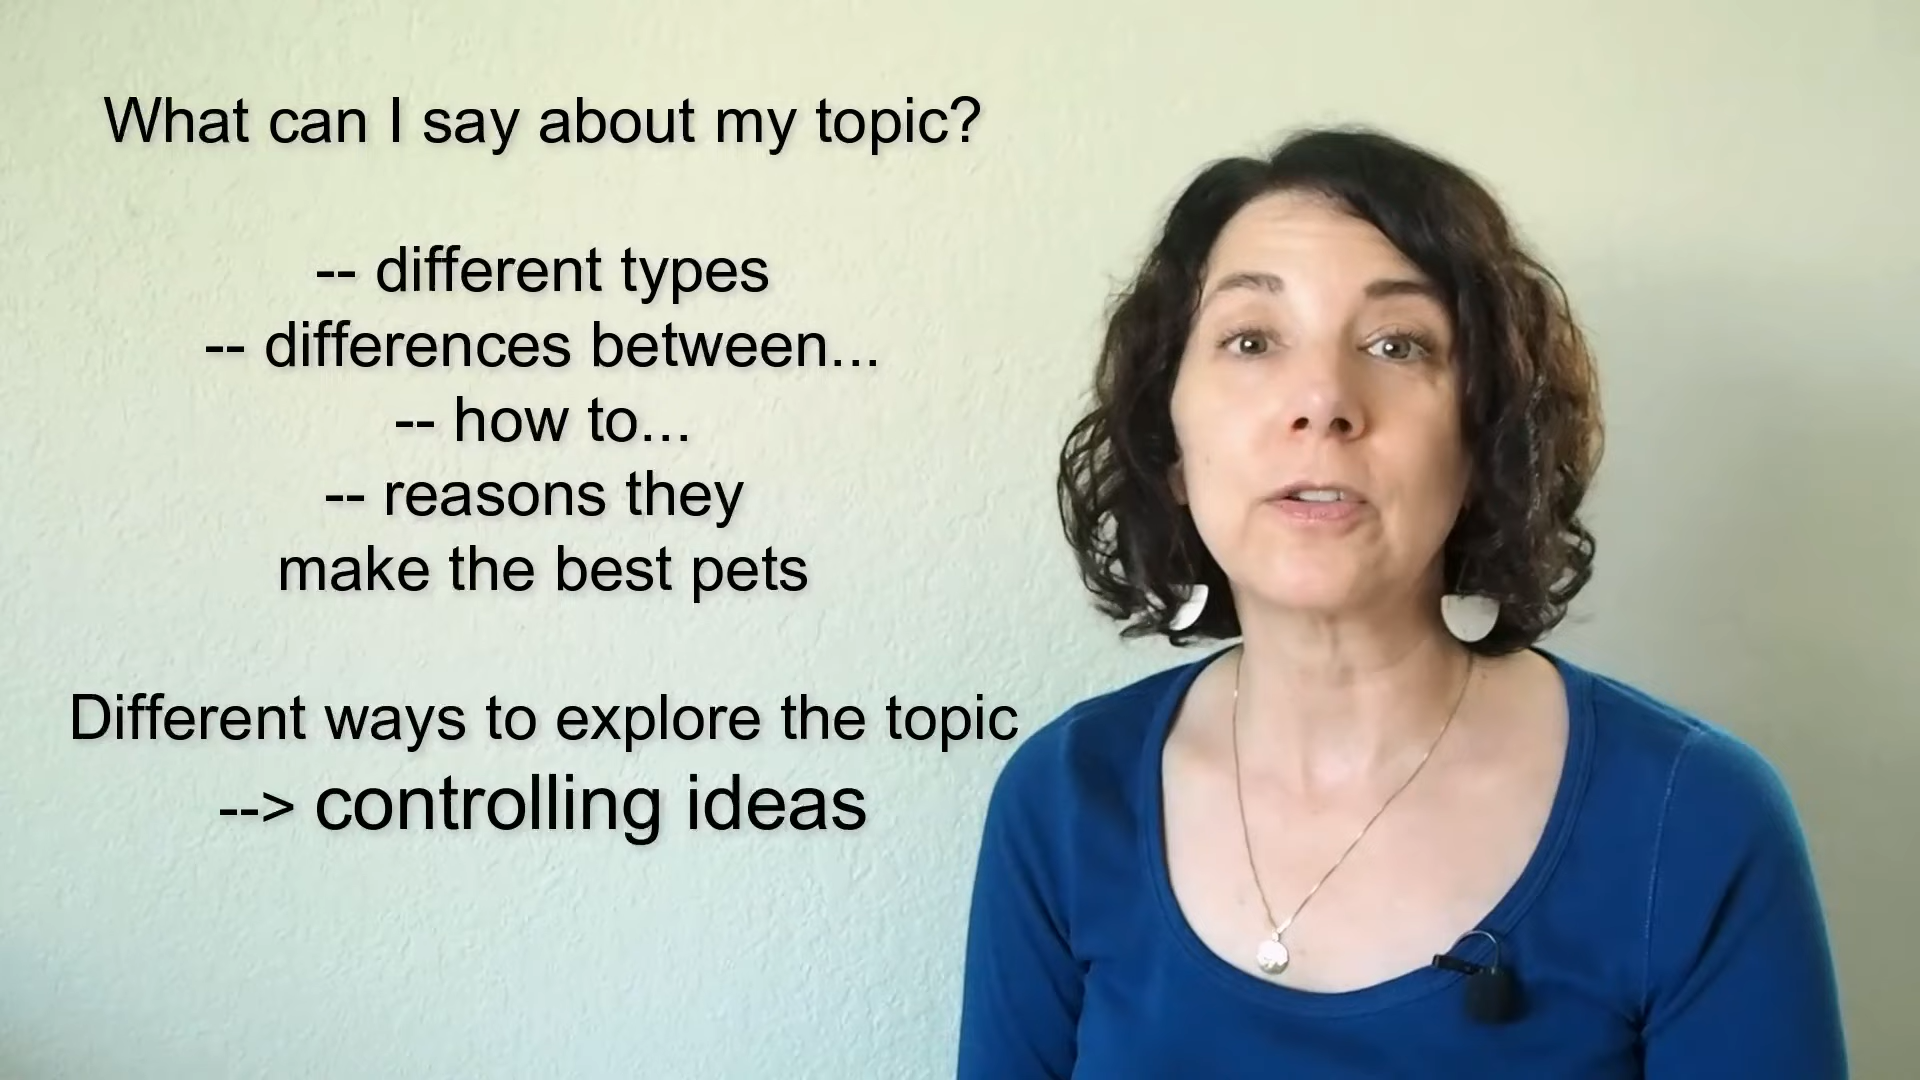 What can I say about my topic?
-- different types
-- differences between...
-- how to...
-- reasons they
make the best pets
Different ways to explore the topic
--> controlling ideas